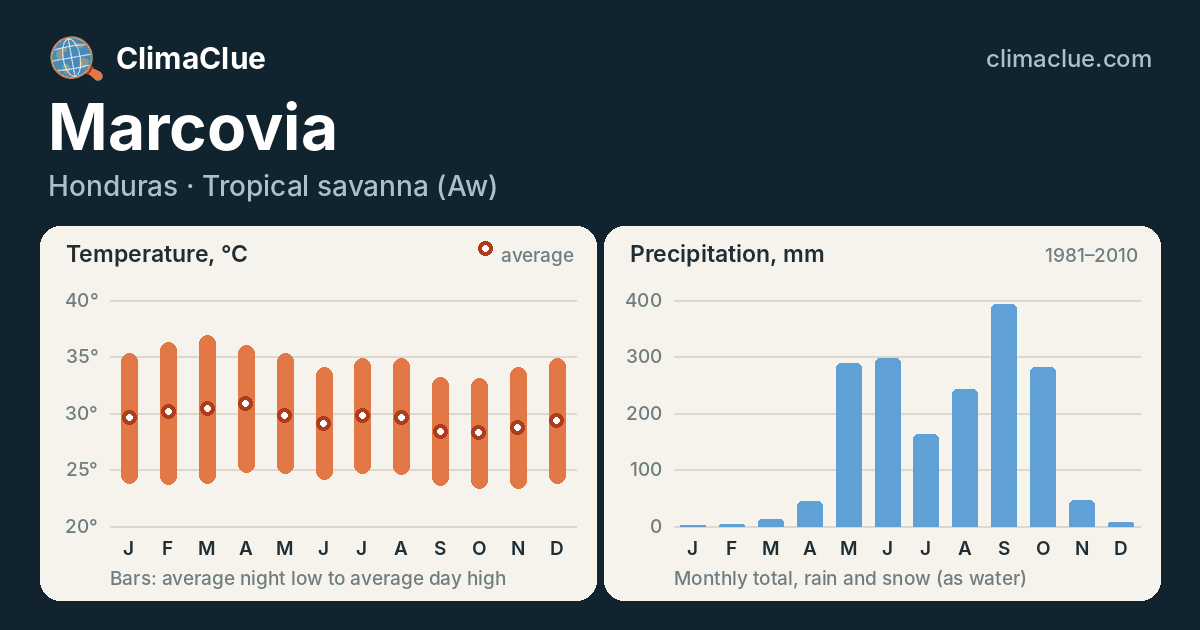 ClimaClue
climaclue.com
Marcovia
Honduras · Tropical savanna (Aw)
Temperature, °C
average
40°
35°
30°
25°
20°
J F M A M J J A S O N D
Bars: average night low to average day high
Precipitation, mm
1981–2010
400
300
200
100
0
J F M A M J J A S O N D
Monthly total, rain and snow (as water)